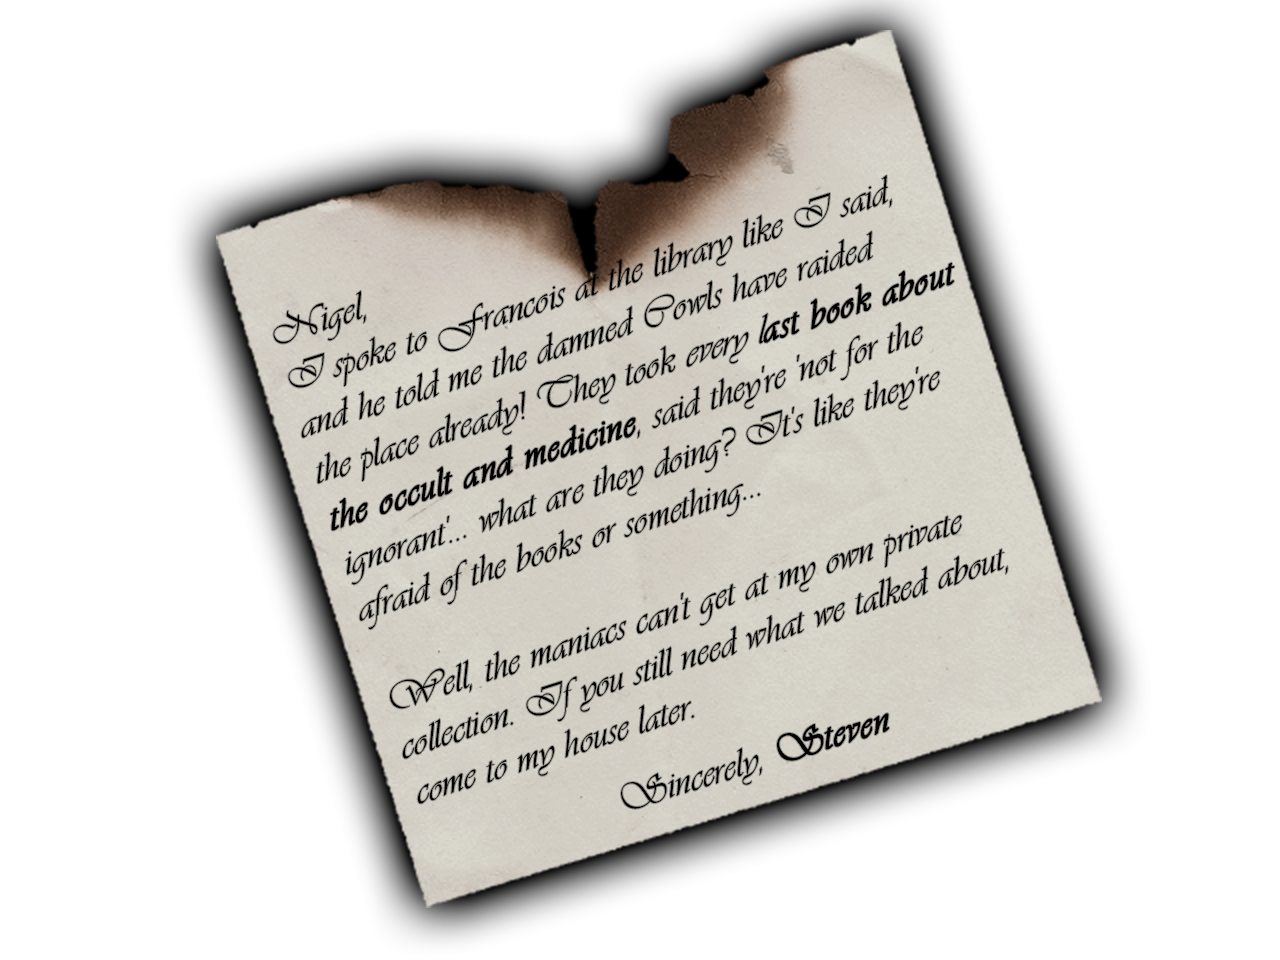 Nigel,
I spoke to Francois at the library like I said,
and he told me the damned Cowls have raided
the place already! They took every last book about
the occult and medicine, said they're 'not for the
ignorant'... what are they doing? It's like they're
afraid of the books or something...
Well, the maniacs can't get at my own private
collection. If you still need what we talked about,
come to my house later.
Sincerely, Steven